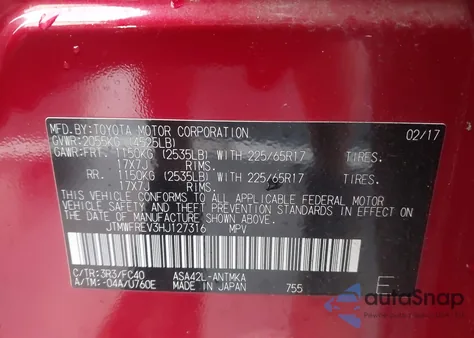 MFD.BY:TOYOTA MOTOR CORPORATION 02/17
GVWR:2055KG (4525LB)
GAWR:FRT. 1150KG (2535LB) WITH 225/65R17 TIRES.
17X7J RIMS.
RR. 1150KG (2535LB) WITH 225/65R17 TIRES.
17X7J RIMS.
THIS VEHICLE CONFORMS TO ALL APPLICABLE FEDERAL MOTOR
VEHICLE SAFETY AND THEFT PREVENTION STANDARDS IN
EFFECT ON THE DATE OF MANUFACTURE SHOWN ABOVE.
JTMWFREV3HJ127316 MPV
C/TR:3R3/FC40 ASA42L-ANTMKA
A/TM:-04A/U760E MADE IN JAPAN 755 E
autoSnap